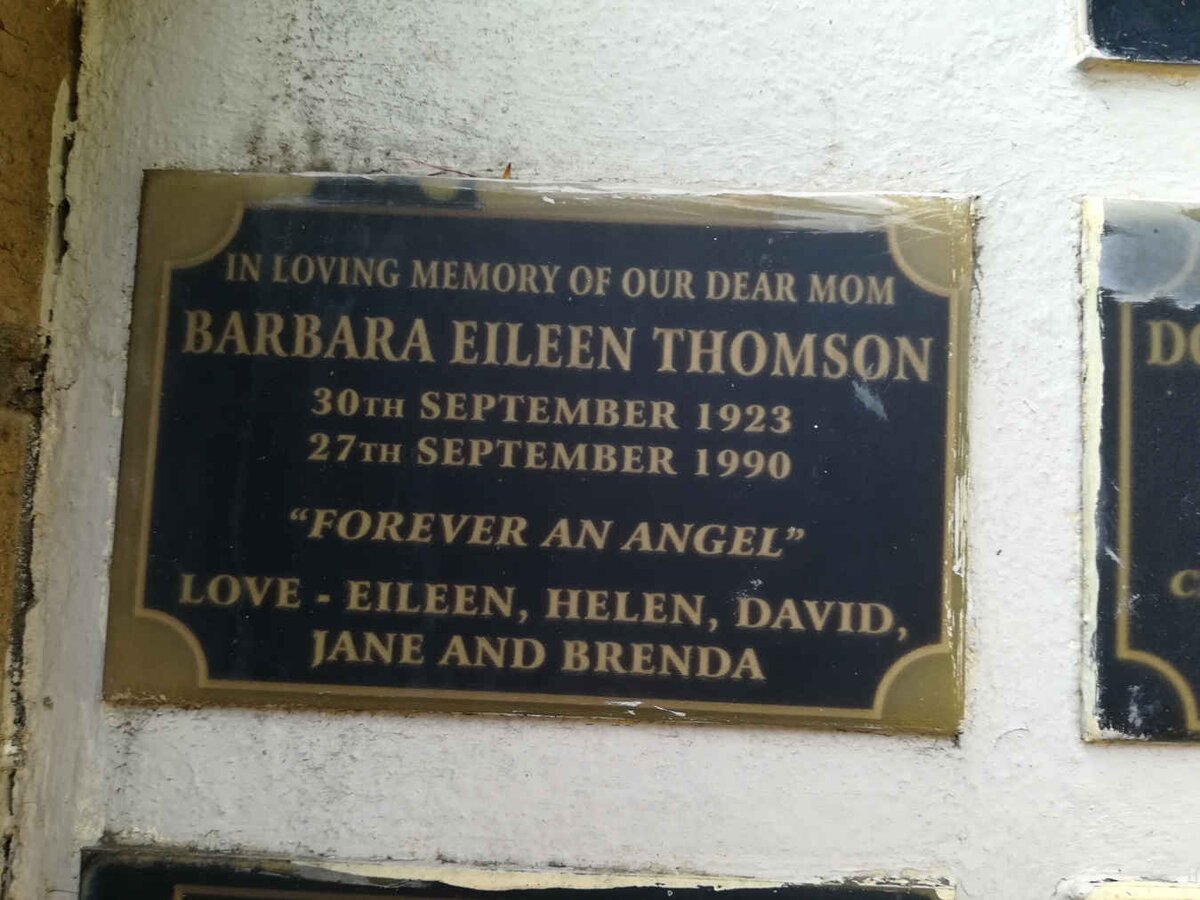 IN LOVING MEMORY OF OUR DEAR MOM
BARBARA EILEEN THOMSON
30TH SEPTEMBER 1923
27TH SEPTEMBER 1990
“FOREVER AN ANGEL”
LOVE - EILEEN, HELEN, DAVID,
JANE AND BRENDA